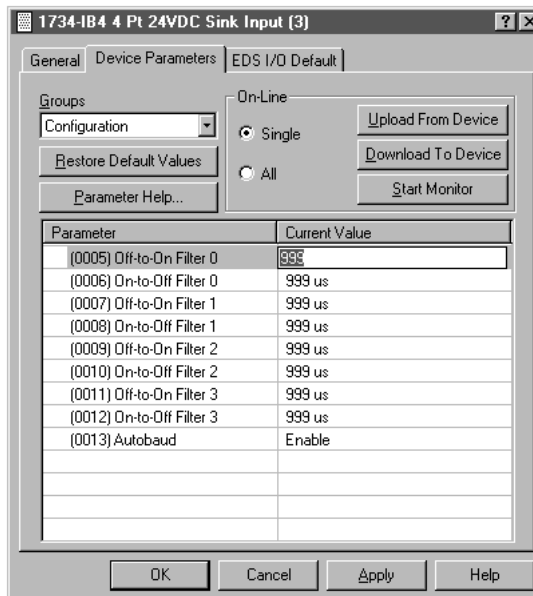 1734-IB4 4 Pt 24VDC Sink Input (3)
General Device Parameters EDS I/O Default
Groups
Configuration
Restore Default Values
Parameter Help...
On-Line
Single
All
Upload From Device
Download To Device
Start Monitor
Parameter Current Value
(0005) Off-to-On Filter 0 999
(0006) On-to-Off Filter 0 999 us
(0007) Off-to-On Filter 1 999 us
(0008) On-to-Off Filter 1 999 us
(0009) Off-to-On Filter 2 999 us
(0010) On-to-Off Filter 2 999 us
(0011) Off-to-On Filter 3 999 us
(0012) On-to-Off Filter 3 999 us
(0013) Autobaud Enable
OK Cancel Apply Help